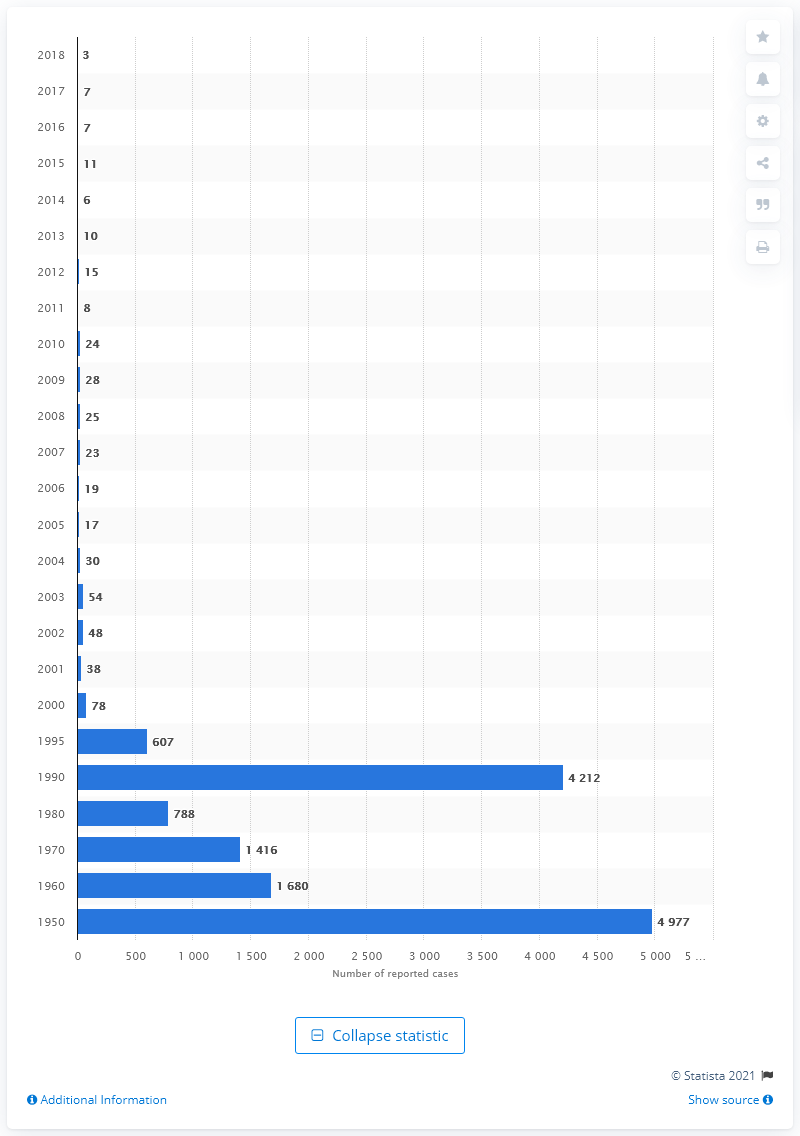 2018 3
2017 7
2016 7
2015 11
2014 6
2013 10
2012 15
2011 8
2010 24
2009 28
2008 25
2007 23
2006 19
2005 17
2004 30
2003 54
2002 48
2001 38
2000 78
1995 607
1990 4 212
1980 788
1970 1 416
1960 1 680
1950 4 977
0 500 1 000 1 500 2 000 2 500 3 000 3 500 4 000 4 500 5 000 5 ...
Number of reported cases
Collapse statistic
© Statista 2021
Additional Information Show source